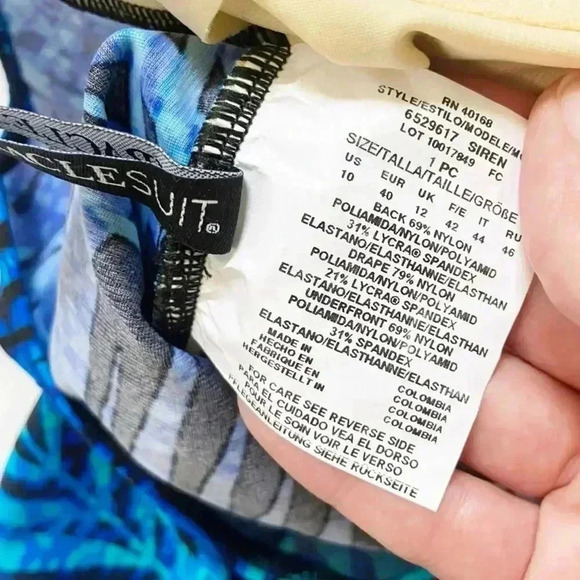 RN 40168
STYLE/ESTILO/MODELE/
6529617 SIREN
LOT 10017849 FC
1 PC
SIZE/TALLA/TAILLE/GRÖßE
US EUR UK F/E IT RU
10 40 12 42 44 46
BACK 69% NYLON
POLIAMIDA/NYLON/POLYAMID
31% LYCRA® SPANDEX
ELASTANO/ELASTHANNE/ELASTHAN
DRAPE 79% NYLON
POLIAMIDA/NYLON/POLYAMID
21% LYCRA® SPANDEX
ELASTANO/ELASTHANNE/ELASTHAN
UNDERFRONT 69% NYLON
POLIAMIDA/NYLON/POLYAMID
31% SPANDEX
ELASTANO/ELASTHANNE/ELASTHAN
MADE IN COLOMBIA
HECHO EN COLOMBIA
FABRIQUE EN COLOMBIA
HERGESTELLT IN COLOMBIA
FOR CARE SEE REVERSE SIDE
PARA EL CUIDADO VEA EL DORSO
POUR LE SOIN VOIR LE VERSO
PFLEGEANLEITUNG SIEHE RÜCKSEITE
ACLESUIT